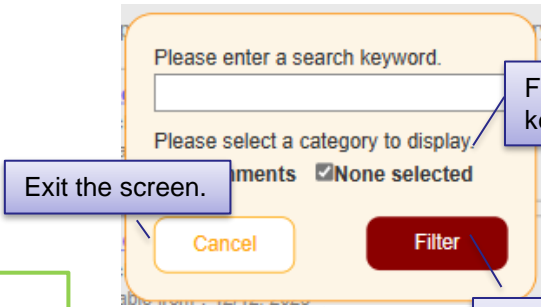 Please enter a search keyword.
Please select a category to display.
Exit the screen.
None selected
Cancel
Filter